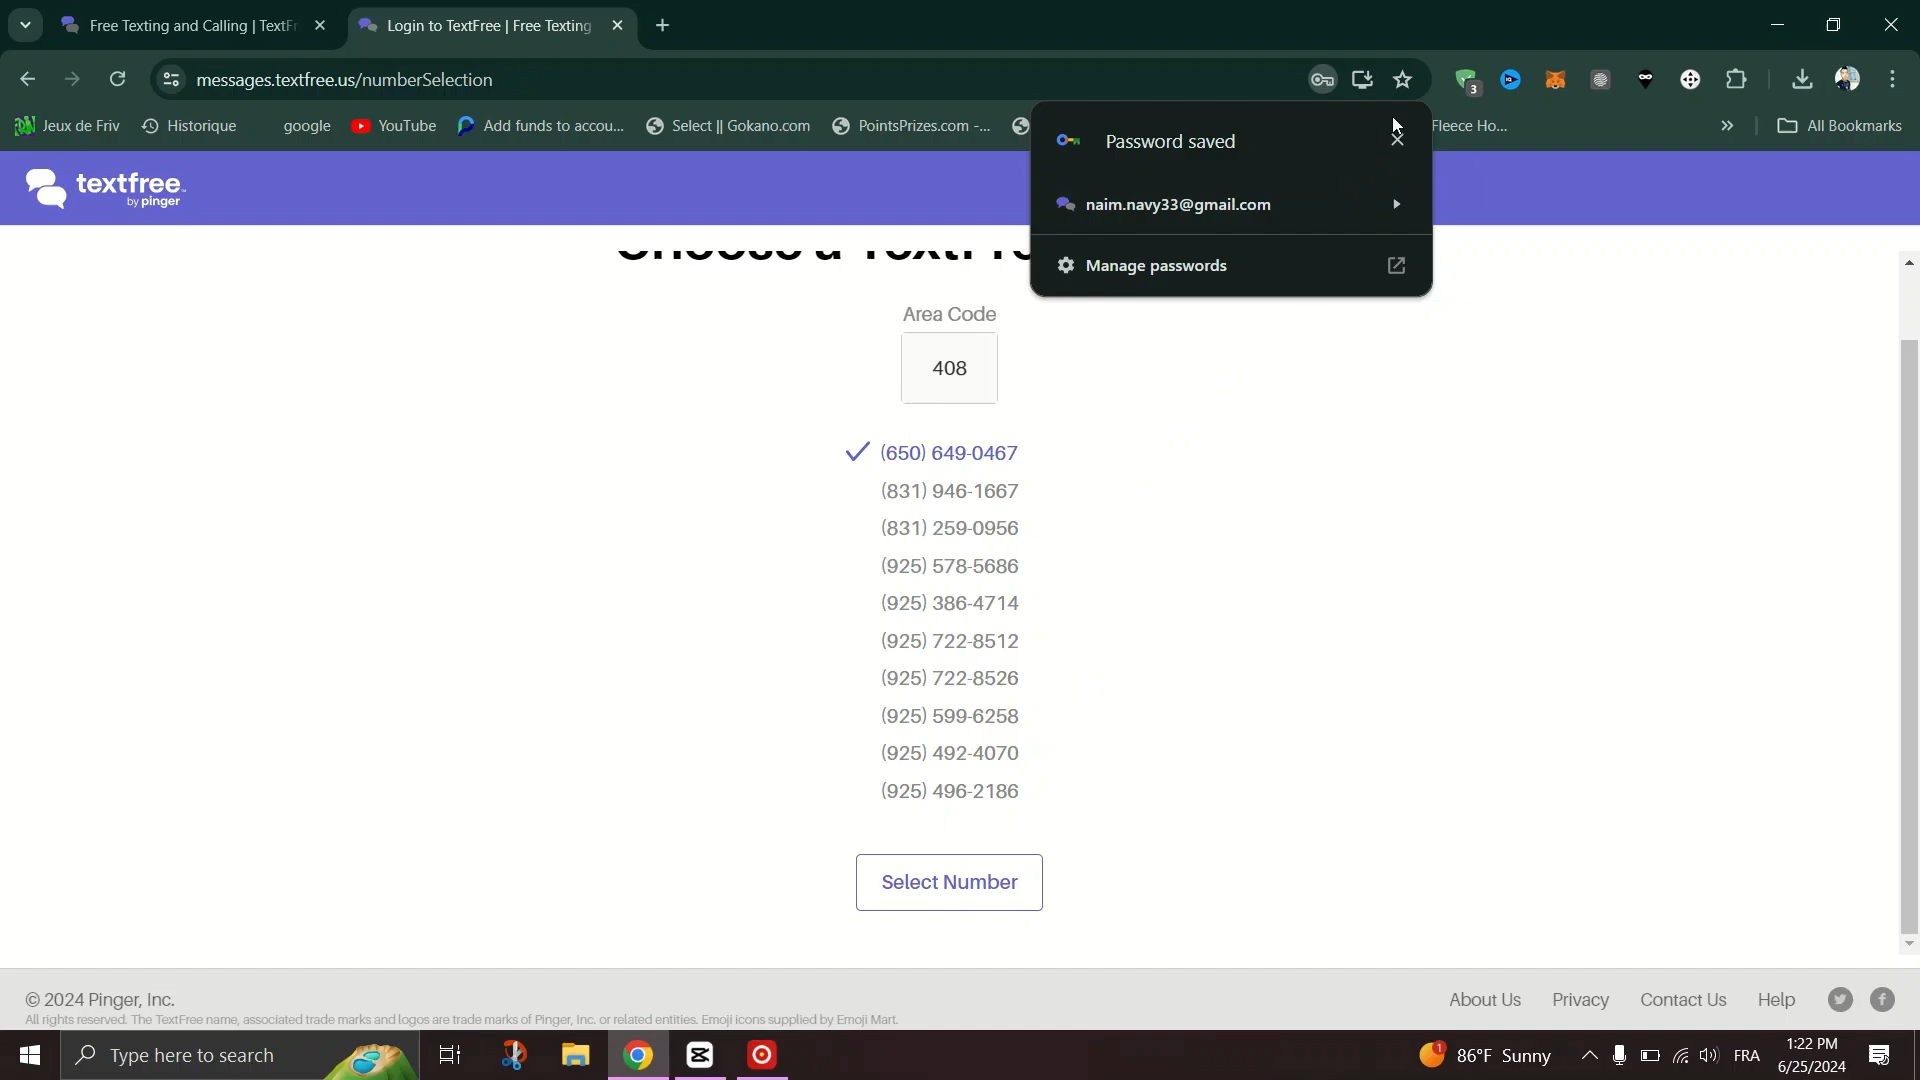 Free Texting and Calling | TextFr
Login to TextFree | Free Texting
messages.textfree.us/numberSelection
3
Jeux de Friv
Historique
google
YouTube
Add funds to accou...
Select || Gokano.com
PointsPrizes.com -...
Fleece Ho...
All Bookmarks
Password saved
naim.navy33@gmail.com
Manage passwords
textfree
by pinger
Area Code
408
(650) 649-0467
(831) 946-1667
(831) 259-0956
(925) 578-5686
(925) 386-4714
(925) 722-8512
(925) 722-8526
(925) 599-6258
(925) 492-4070
(925) 496-2186
Select Number
© 2024 Pinger, Inc.
All rights reserved. The TextFree name, associated trade marks and logos are trade marks of Pinger, Inc. or related entities. Emoji icons supplied by Emoji Mart.
About Us
Privacy
Contact Us
Help
Type here to search
1
86°F Sunny
FRA
1:22 PM
6/25/2024